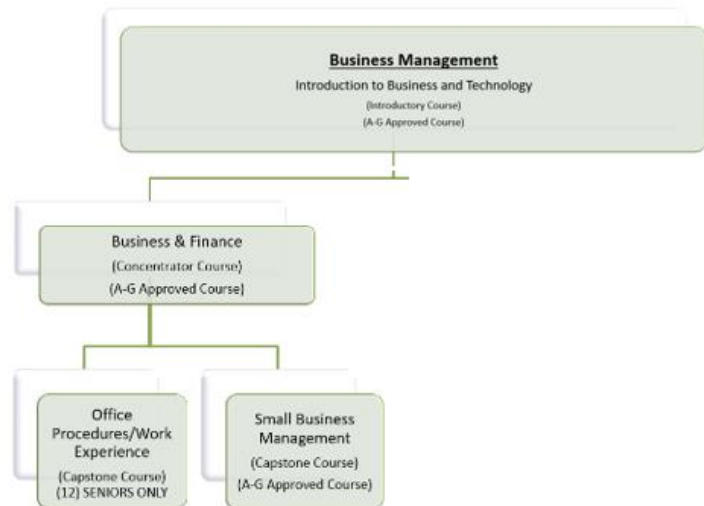 Business Management
Introduction to Business and Technology
(Introductory Course)
(A-G Approved Course)
Business & Finance
(Concentrator Course)
(A-G Approved Course)
Office
Procedures/Work
Experience
(Capstone Course)
(12) SENIORS ONLY
Small Business
Management
(Capstone Course)
(A-G Approved Course)